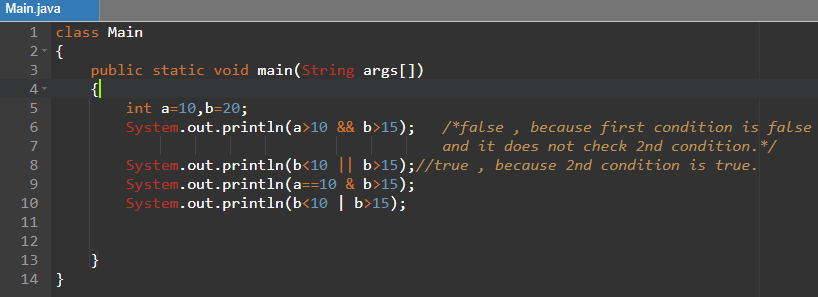 Main.java
1 class Main
2 {
3 public static void main(String args[])
4 {
5 int a=10,b=20;
6 System.out.println(a>10 && b>15); /*false , because first condition is false
7 and it does not check 2nd condition.*/
8 System.out.println(b<10 || b>15);//true , because 2nd condition is true.
9 System.out.println(a==10 & b>15);
10 System.out.println(b<10 | b>15);
11
12
13 }
14 }